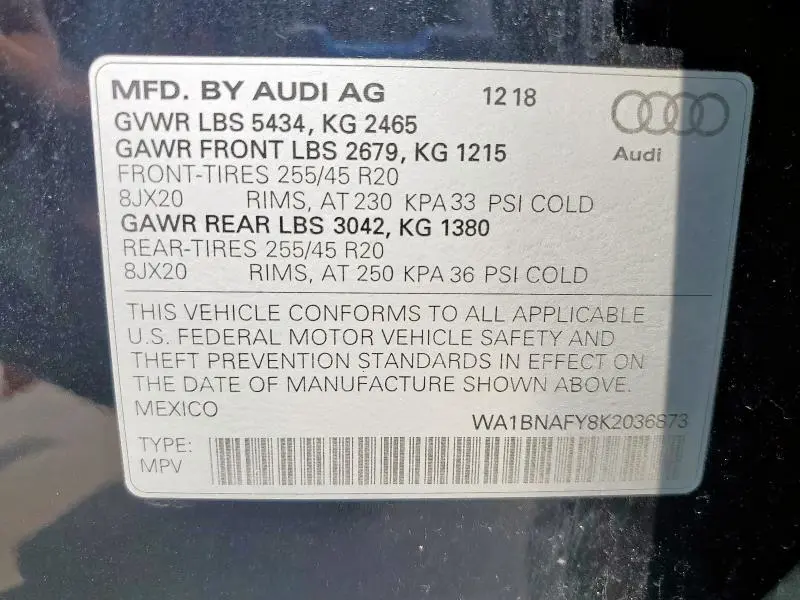 MFD. BY AUDI AG 12 18
GVWR LBS 5434, KG 2465
GAWR FRONT LBS 2679, KG 1215
Audi
FRONT-TIRES 255/45 R20
8JX20 RIMS, AT 230 KPA 33 PSI COLD
GAWR REAR LBS 3042, KG 1380
REAR-TIRES 255/45 R20
8JX20 RIMS, AT 250 KPA 36 PSI COLD
THIS VEHICLE CONFORMS TO ALL APPLICABLE
U.S. FEDERAL MOTOR VEHICLE SAFETY AND
THEFT PREVENTION STANDARDS IN EFFECT ON
THE DATE OF MANUFACTURE SHOWN ABOVE.
MEXICO
WA1BNAFY8K2036873
TYPE:
MPV